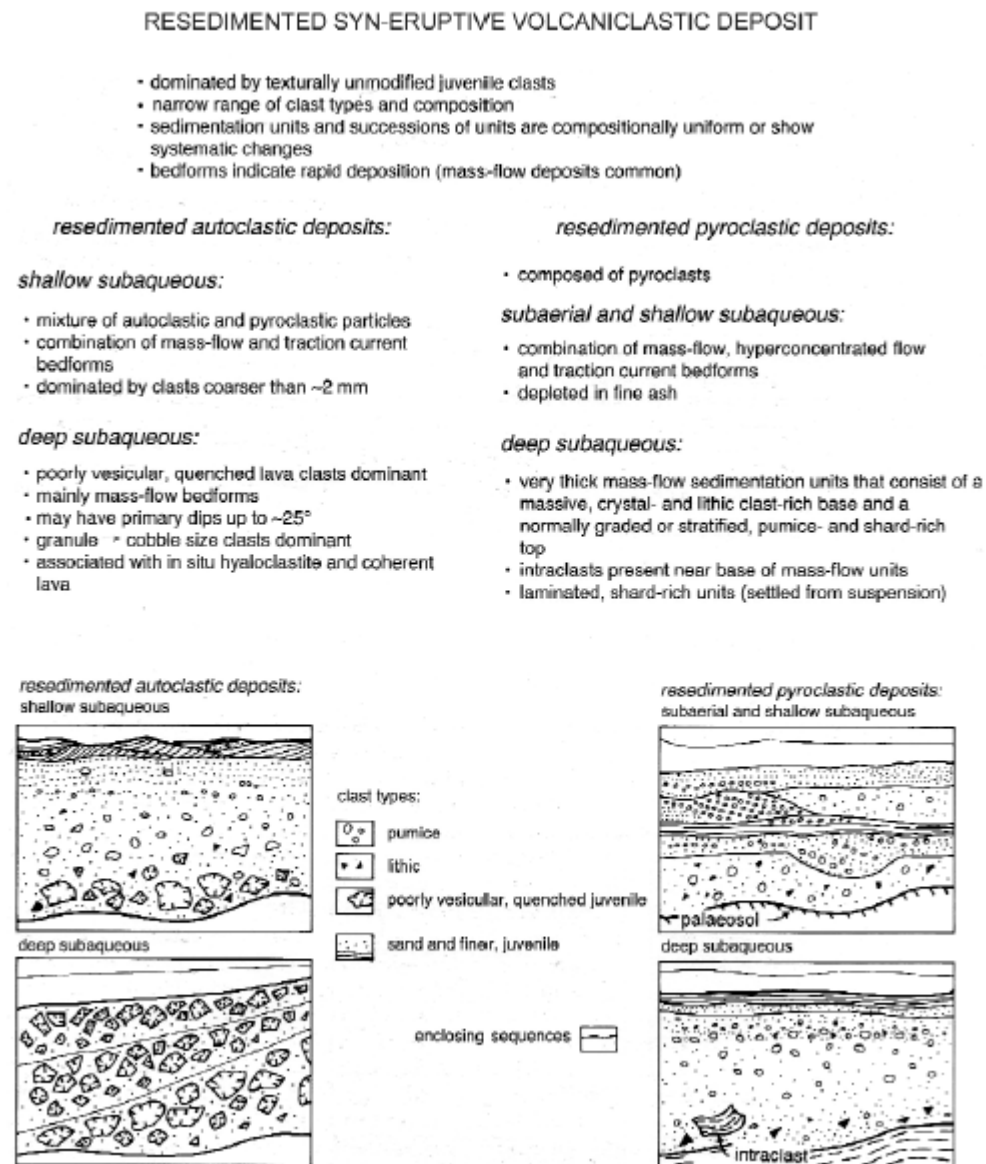 RESEDIMENTED SYN-ERUPTIVE VOLCANICLASTIC DEPOSIT
• dominated by texturally unmodified juvenile clasts
• narrow range of clast types and composition
• sedimentation units and successions of units are compositionally uniform or show
systematic changes
• bedforms indicate rapid deposition (mass-flow deposits common)
resedimented autoclastic deposits:
shallow subaqueous:
• mixture of autoclastic and pyroclastic particles
• combination of mass-flow and traction current
bedforms
• dominated by clasts coarser than ~2 mm
deep subaqueous:
• poorly vesicular, quenched lava clasts dominant
• mainly mass-flow bedforms
• may have primary dips up to ~25°
• granule - cobble size clasts dominant
• associated with in situ hyaloclastite and coherent
lava
resedimented pyroclastic deposits:
• composed of pyroclasts
subaerial and shallow subaqueous:
• combination of mass-flow, hyperconcentrated flow
and traction current bedforms
• depleted in fine ash
deep subaqueous:
• very thick mass-flow sedimentation units that consist of a
massive, crystal- and lithic clast-rich base and a
normally graded or stratified, pumice- and shard-rich
top
• intraclasts present near base of mass-flow units
• laminated, shard-rich units (settled from suspension)
resedimented autoclastic deposits:
shallow subaqueous
deep subaqueous
clast types:
pumice
lithic
poorly vesicular, quenched juvenile
sand and finer, juvenile
enclosing sequences
resedimented pyroclastic deposits:
subaerial and shallow subaqueous
palaeosol
deep subaqueous
intraclast